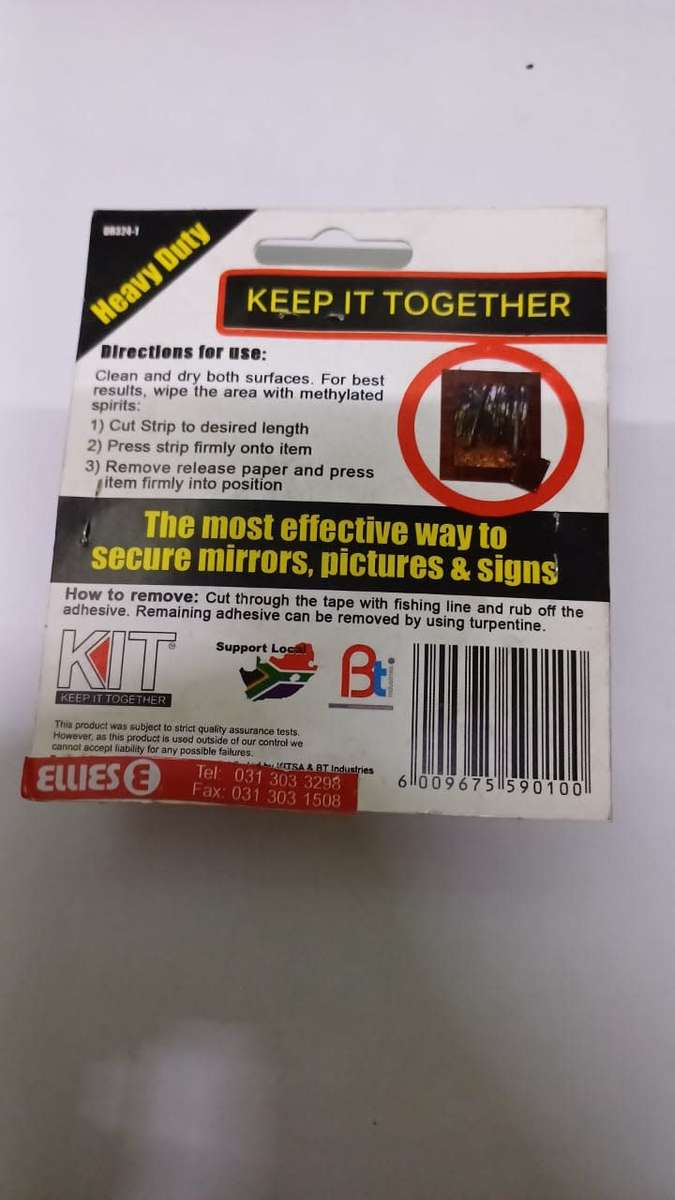 Heavy Duty
KEEP IT TOGETHER
Directions for use:
Clean and dry both surfaces. For best
results, wipe the area with methylated
spirits:
1) Cut Strip to desired length
2) Press strip firmly onto item
3) Remove release paper and press
item firmly into position
The most effective way to
secure mirrors, pictures & signs
How to remove: Cut through the tape with fishing line and rub off the
adhesive. Remaining adhesive can be removed by using turpentine.
KIT®
KEEP IT TOGETHER
Support Local
Bti
This product was subject to strict quality assurance tests.
However, as this product is used outside of our control we
cannot accept liability for any possible failures.
by KITSA & BT Industries
ELLIES E
Tel: 031 303 3298
Fax: 031 303 1508
6 009675 590100